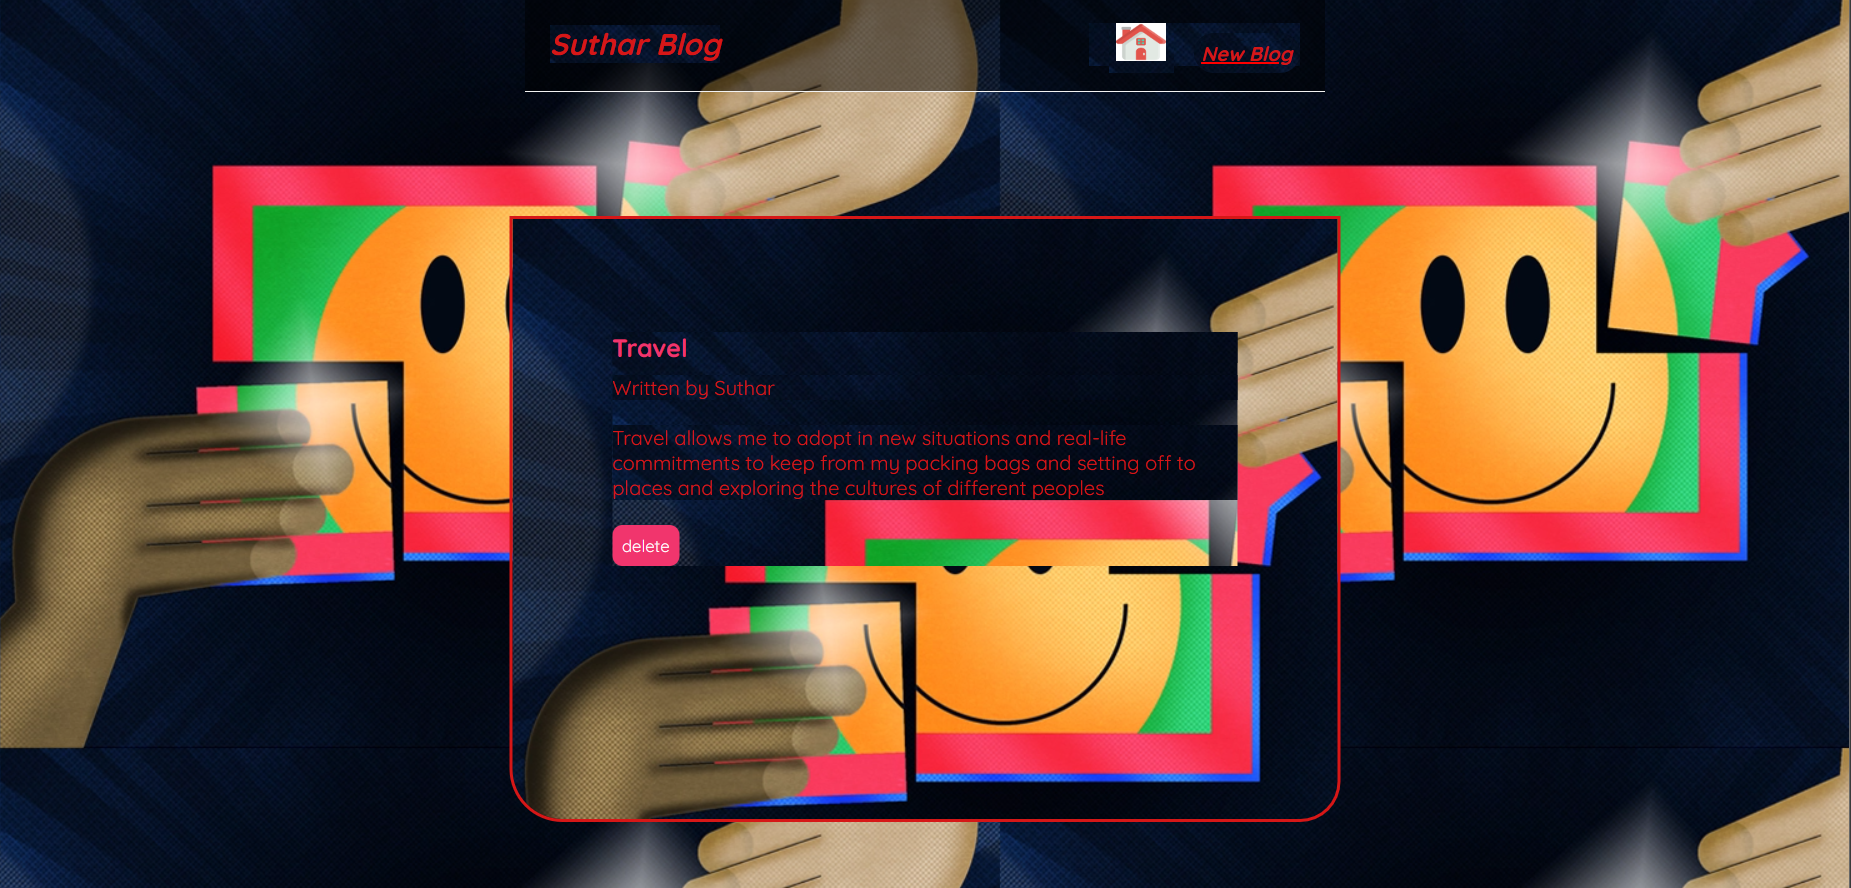 Suthar Blog
New Blog
Travel
Written by Suthar
Travel allows me to adopt in new situations and real-life
commitments to keep from my packing bags and setting off to
places and exploring the cultures of different peoples
delete